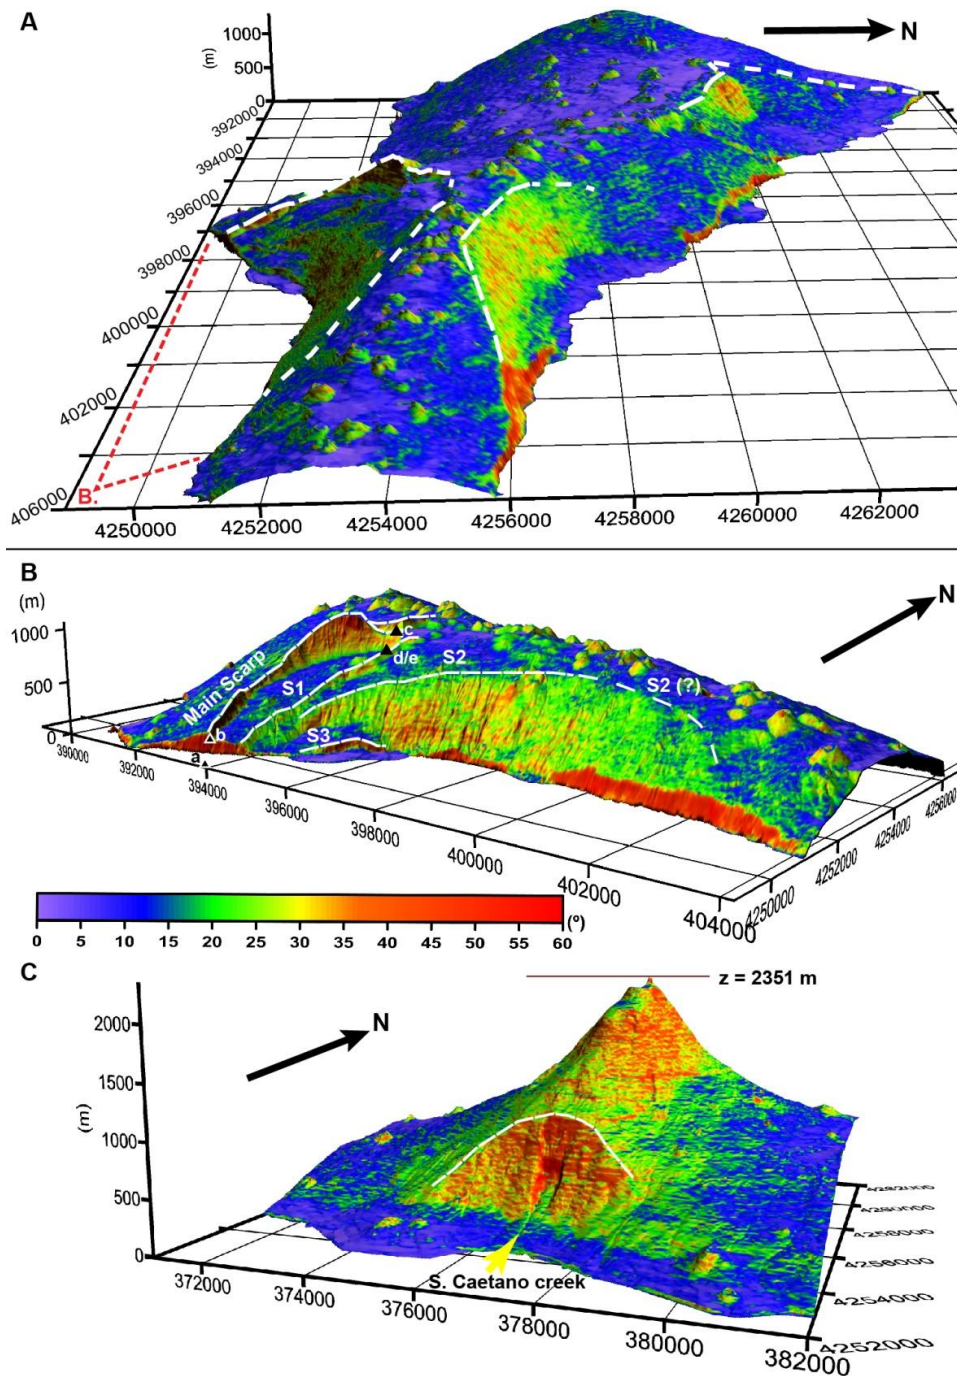 A
1000
500
0
(m)
N
392000
394000
396000
398000
400000
402000
406000
B.
4250000
4252000
4254000
4256000
4258000
4260000
4262000
B
(m)
1000
500
0
N
Main Scarp
S1
S2
S2 (?)
S3
a
b
c
d/e
390000
392000
394000
396000
398000
400000
402000
404000
4250000
4252000
4254000
4256000
0 5 10 15 20 25 30 35 40 45 50 55 60
(º)
C
z = 2351 m
N
2000
1500
1000
500
0
(m)
S. Caetano creek
372000
374000
376000
378000
380000
382000
4252000
4254000
4256000
4258000
4260000
4262000